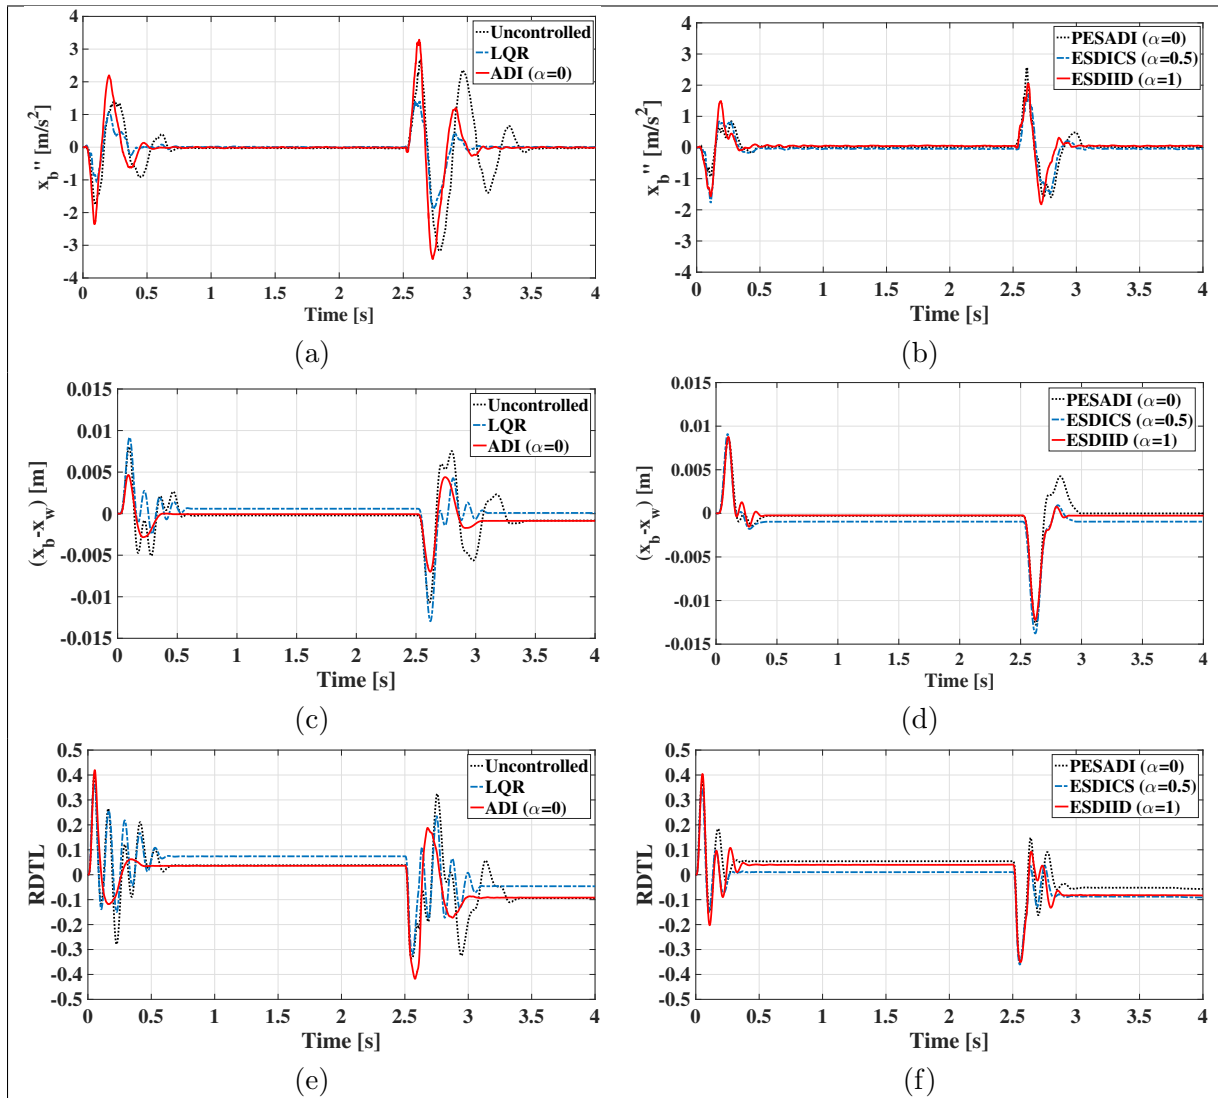 4
3
2
1
0
-1
-2
-3
-4
x_b'' [m/s^2]
Uncontrolled
LQR
ADI (α=0)
0 0.5 1 1.5 2 2.5 3 3.5 4
Time [s]
(a)
4
3
2
1
0
-1
-2
-3
-4
x_b'' [m/s^2]
PESADI (α=0)
ESDICS (α=0.5)
ESDIID (α=1)
0 0.5 1 1.5 2 2.5 3 3.5 4
Time [s]
(b)
0.015
0.01
0.005
0
-0.005
-0.01
-0.015
(x_b-x_w) [m]
Uncontrolled
LQR
ADI (α=0)
0 0.5 1 1.5 2 2.5 3 3.5 4
Time [s]
(c)
0.015
0.01
0.005
0
-0.005
-0.01
-0.015
(x_b-x_w) [m]
PESADI (α=0)
ESDICS (α=0.5)
ESDIID (α=1)
0 0.5 1 1.5 2 2.5 3 3.5 4
Time [s]
(d)
0.5
0.4
0.3
0.2
0.1
0
-0.1
-0.2
-0.3
-0.4
-0.5
RDTL
Uncontrolled
LQR
ADI (α=0)
0 0.5 1 1.5 2 2.5 3 3.5 4
Time [s]
(e)
0.5
0.4
0.3
0.2
0.1
0
-0.1
-0.2
-0.3
-0.4
-0.5
RDTL
PESADI (α=0)
ESDICS (α=0.5)
ESDIID (α=1)
0 0.5 1 1.5 2 2.5 3 3.5 4
Time [s]
(f)